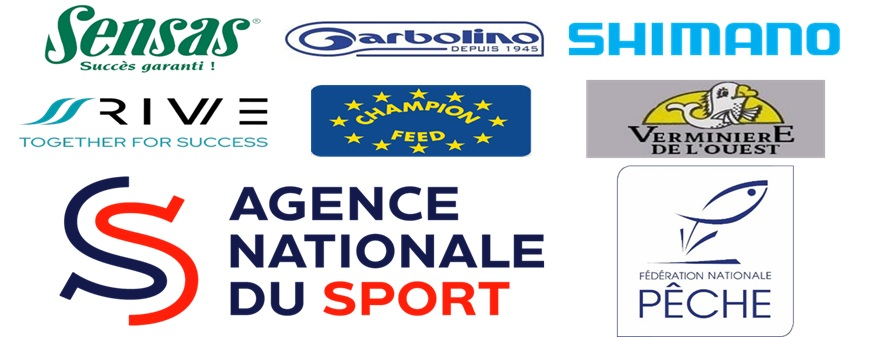 Sensas®
Succès garanti !
Garbolino
DEPUIS 1945
SHIMANO
RIVE
TOGETHER FOR SUCCESS
CHAMPION
FEED
VERMINIERE
DE L'OUEST
AGENCE
NATIONALE
DU SPORT
FÉDÉRATION NATIONALE
PÊCHE